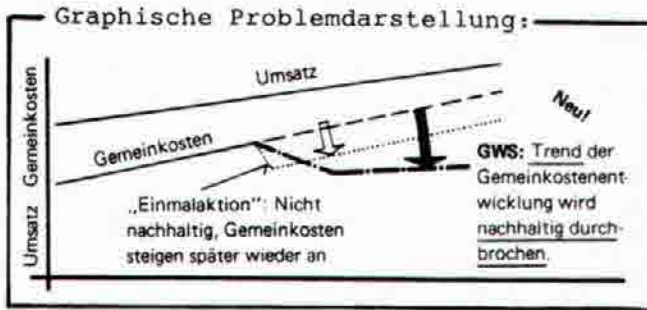 Graphische Problemdarstellung:
Umsatz Gemeinkosten
Umsatz
Gemeinkosten
Neu!
„Einmalaktion": Nicht
nachhaltig, Gemeinkosten
steigen später wieder an
GWS: Trend der
Gemeinkostenent-
wicklung wird
nachhaltig durch-
brochen.